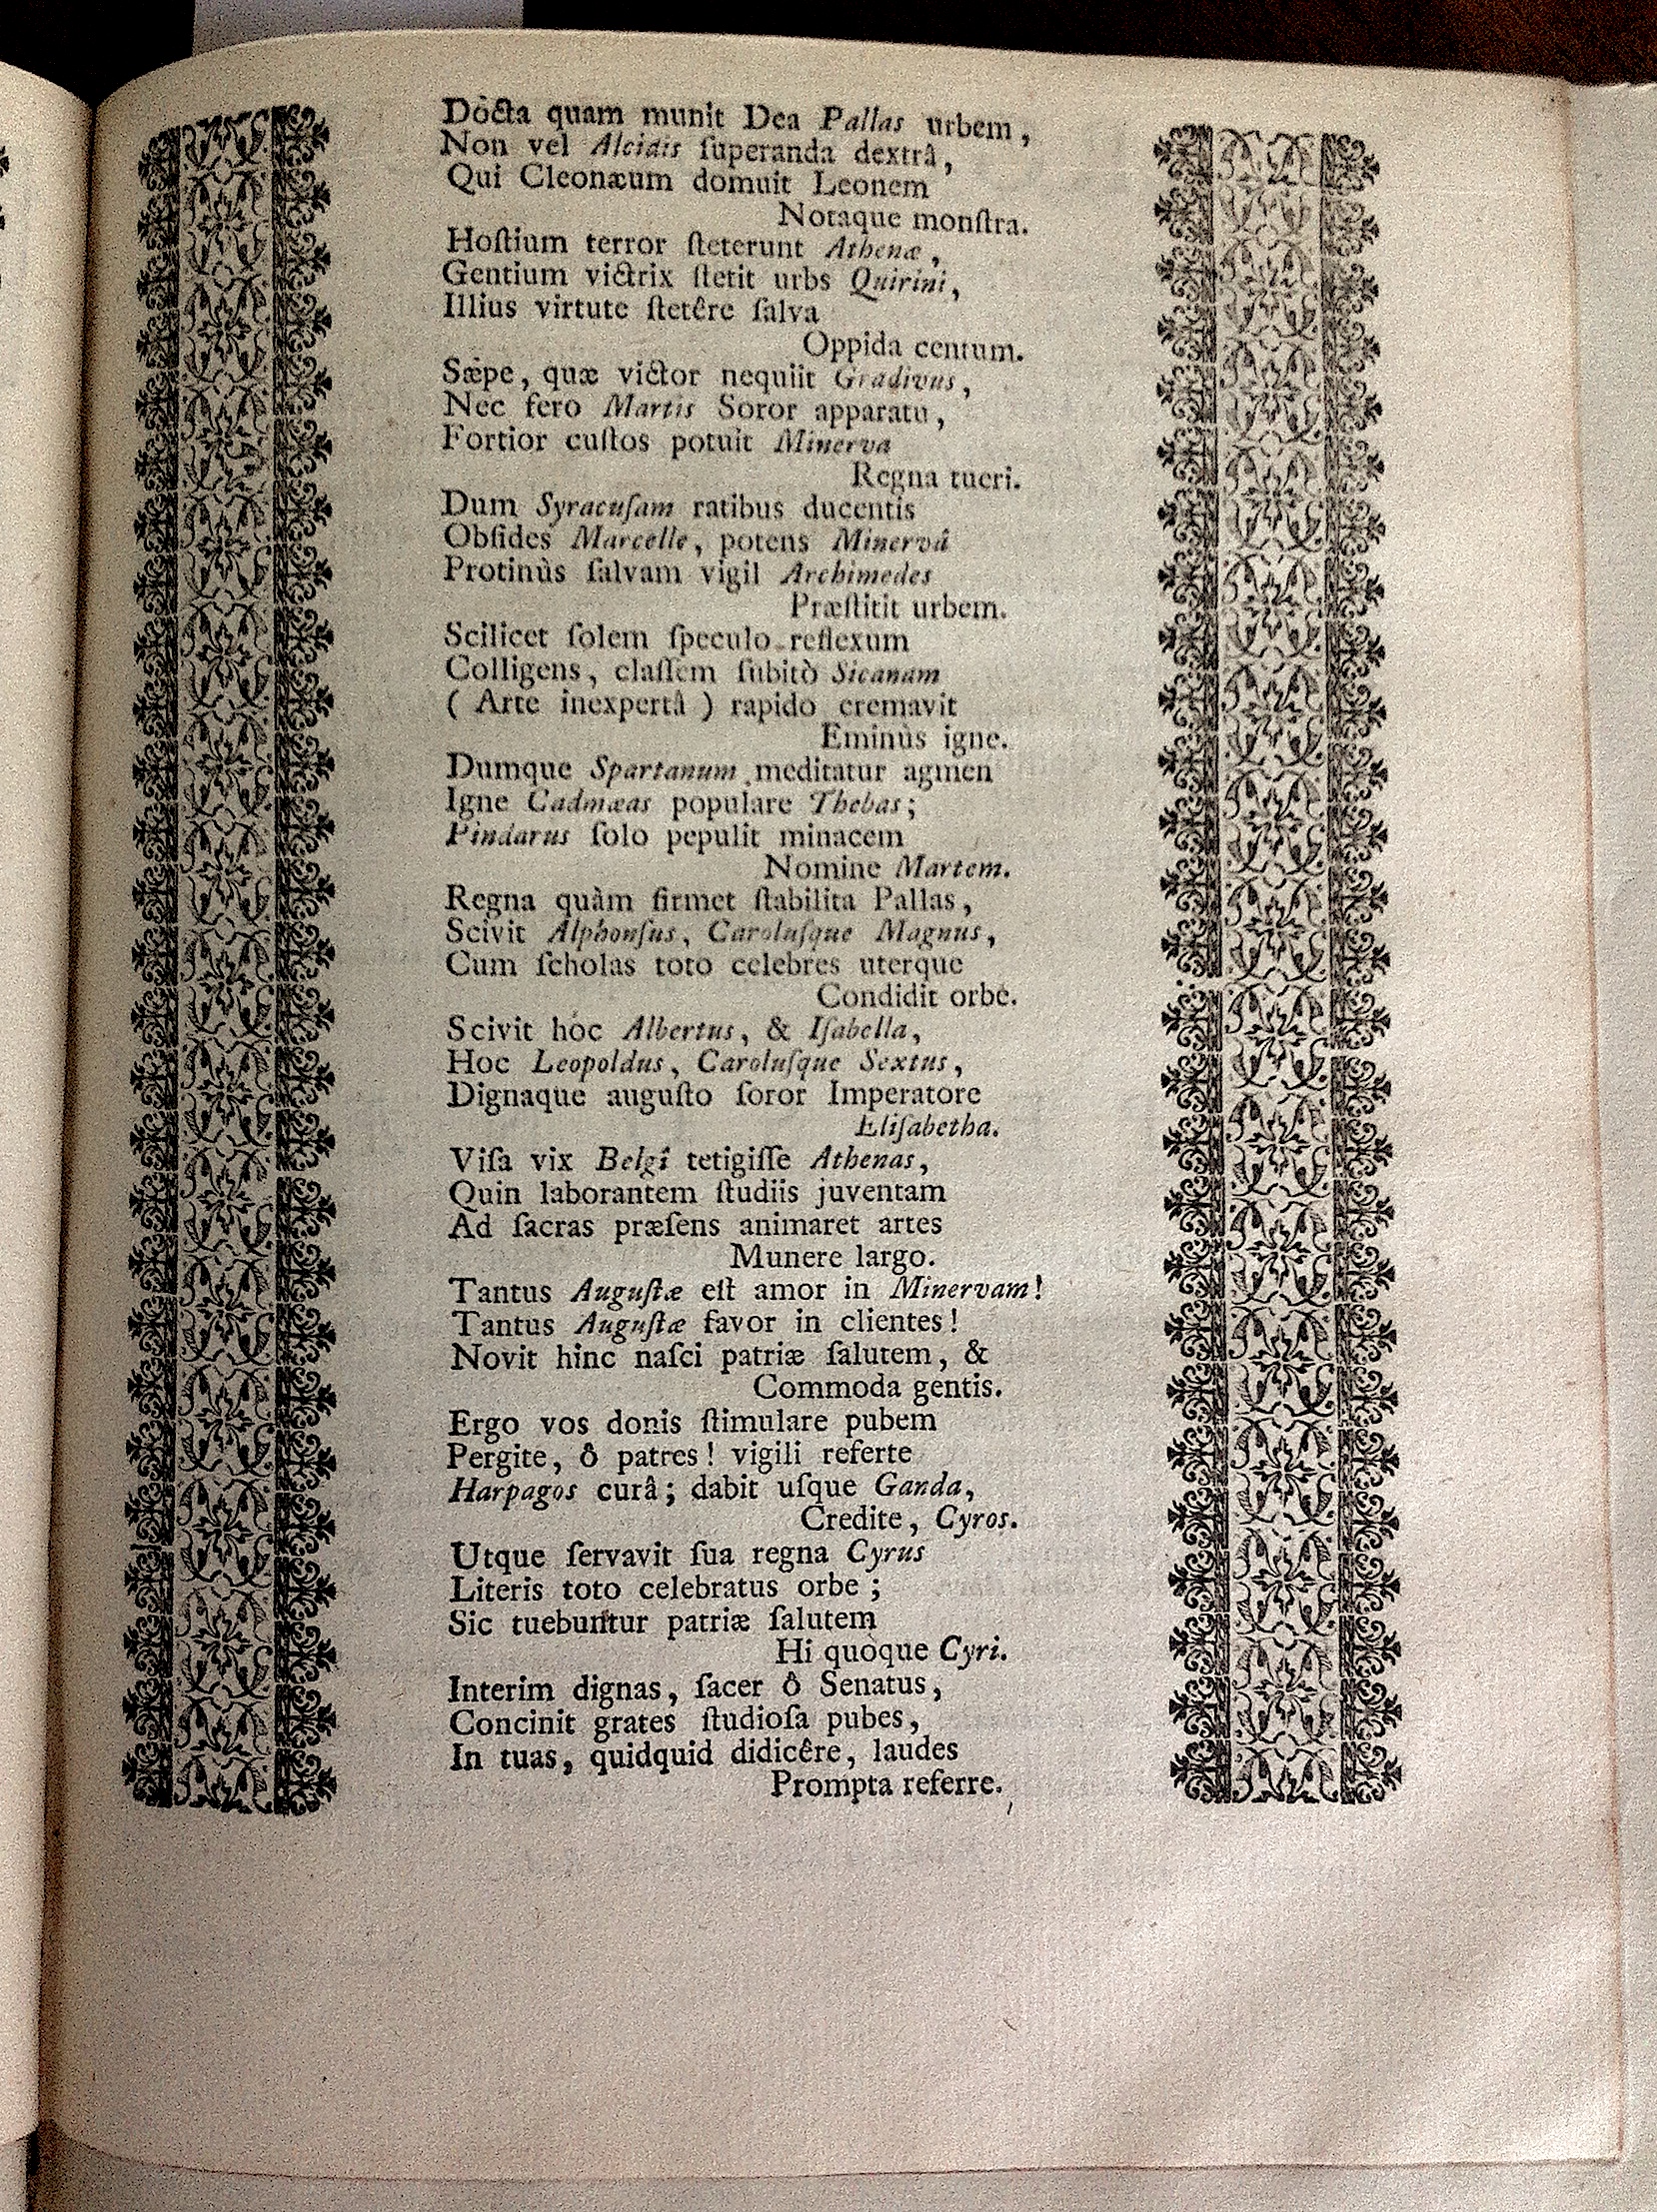 Docta quam munit Dea Pallas urbem,
Non vel Alcidis ſuperanda dextrâ,
Qui Cleonæum domuit Leonem
Notaque monſtra.
Hoſtium terror ſteterunt Athenæ,
Gentium victrix ſtetit urbs Quirini,
Illius virtute ſtetêre ſalva
Oppida centum.
Sæpe, quæ victor nequiit Gradivus,
Nec fero Martis Soror apparatu,
Fortior cuſtos potuit Minerva
Regna tueri.
Dum Syracuſam ratibus ducentis
Obſides Marcelle, potens Minervâ
Protinùs ſalvam vigil Archimedes
Præſtitit urbem.
Scilicet ſolem ſpeculo reflexum
Colligens, claſſem ſubitò Sicanam
( Arte inexpertâ ) rapido cremavit
Eminùs igne.
Dumque Spartanum meditatur agmen
Igne Cadmæas populare Thebas;
Pindarus ſolo pepulit minacem
Nomine Martem.
Regna quàm firmet ſtabilita Pallas,
Scivit Alphonſus, Caroluſque Magnus,
Cum ſcholas toto celebres uterque
Condidit orbe.
Scivit hoc Albertus, & Iſabella,
Hoc Leopoldus, Caroluſque Sextus,
Dignaque auguſto ſoror Imperatore
Eliſabetha.
Viſa vix Belgî tetigiſſe Athenas,
Quin laborantem ſtudiis juventam
Ad ſacras præſens animaret artes
Munere largo.
Tantus Auguſtæ eſt amor in Minervam!
Tantus Auguſtæ favor in clientes!
Novit hinc naſci patriæ ſalutem, &
Commoda gentis.
Ergo vos donis ſtimulare pubem
Pergite, ô patres! vigili referte
Harpagos curâ; dabit uſque Ganda,
Credite, Cyros.
Utque ſervavit ſua regna Cyrus
Literis toto celebratus orbe;
Sic tuebuntur patriæ ſalutem
Hi quòque Cyri.
Interim dignas, ſacer ô Senatus,
Concinit grates ſtudioſa pubes,
In tuas, quidquid didicêre, laudes
Prompta referre.